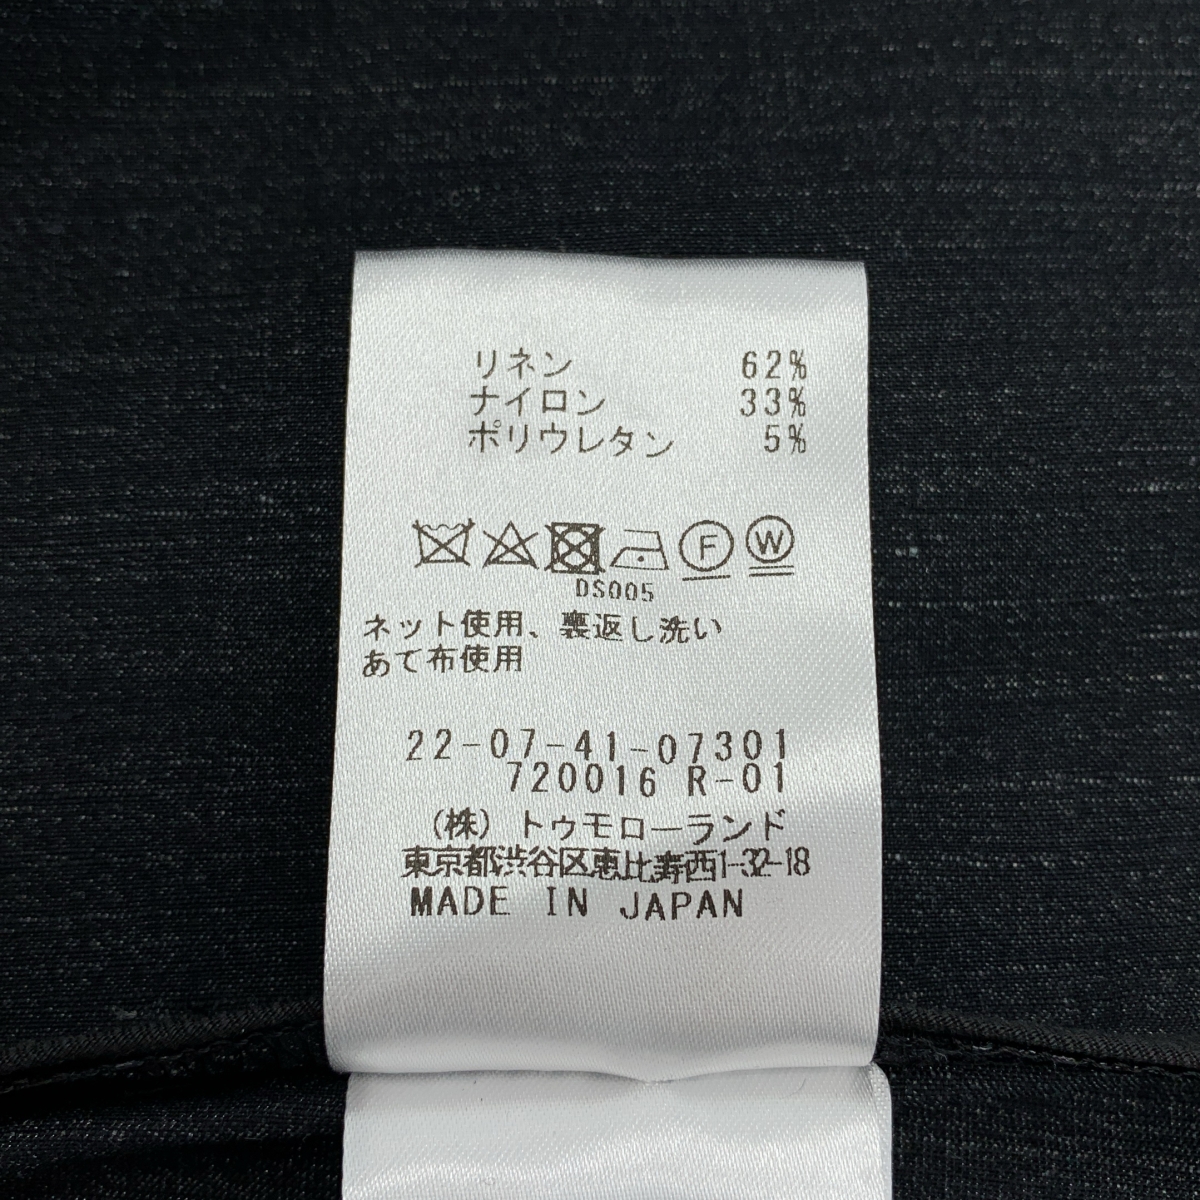 リネン 62%
ナイロン 33%
ポリウレタン 5%
F W
DS005
ネット使用、裏返し洗い
あて布使用
22-07-41-07301
720016 R-01
(株)トゥモローランド
東京都渋谷区恵比寿西1-32-18
MADE IN JAPAN